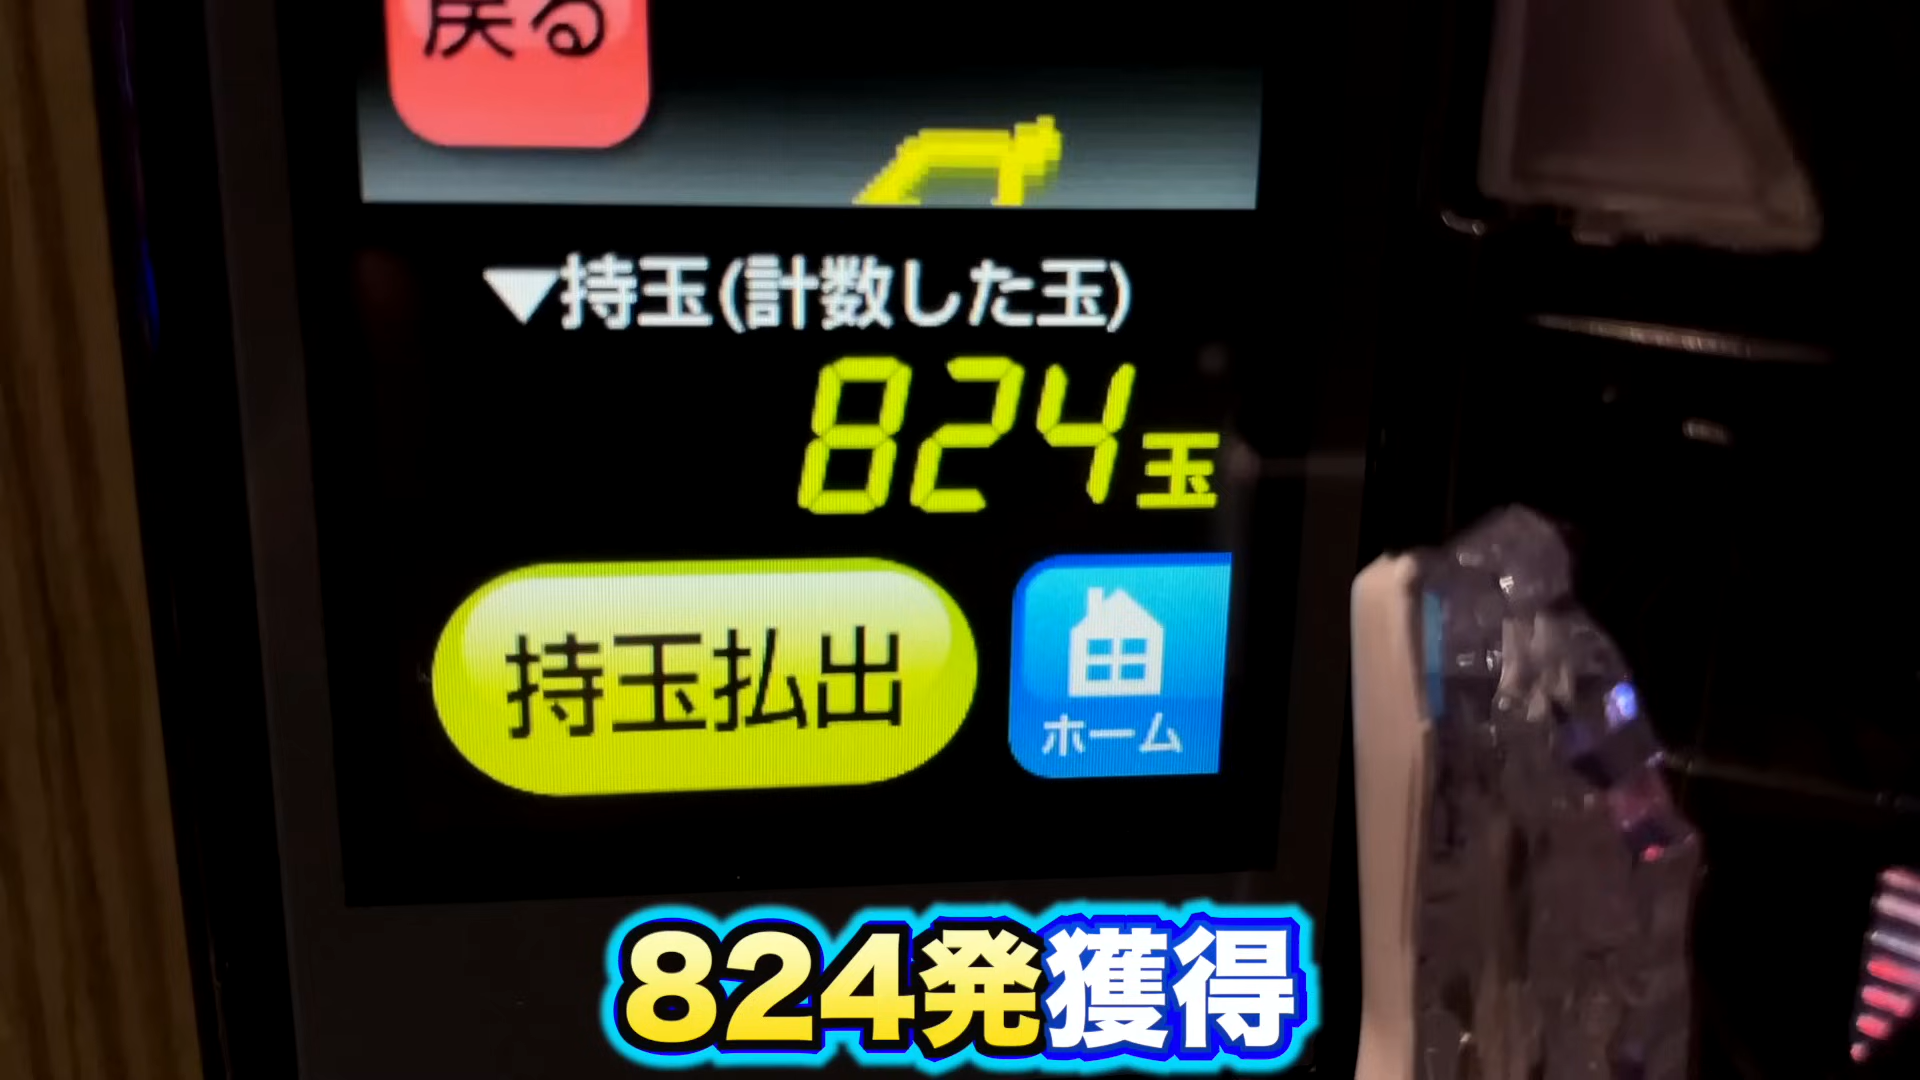 戻る
▼持玉(計数した玉)
824玉
持玉払出
ホーム
824発獲得